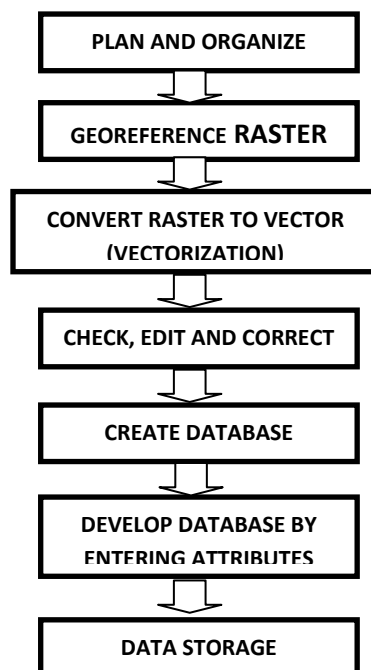 PLAN AND ORGANIZE
GEOREFERENCE RASTER
CONVERT RASTER TO VECTOR
(VECTORIZATION)
CHECK, EDIT AND CORRECT
CREATE DATABASE
DEVELOP DATABASE BY
ENTERING ATTRIBUTES
DATA STORAGE